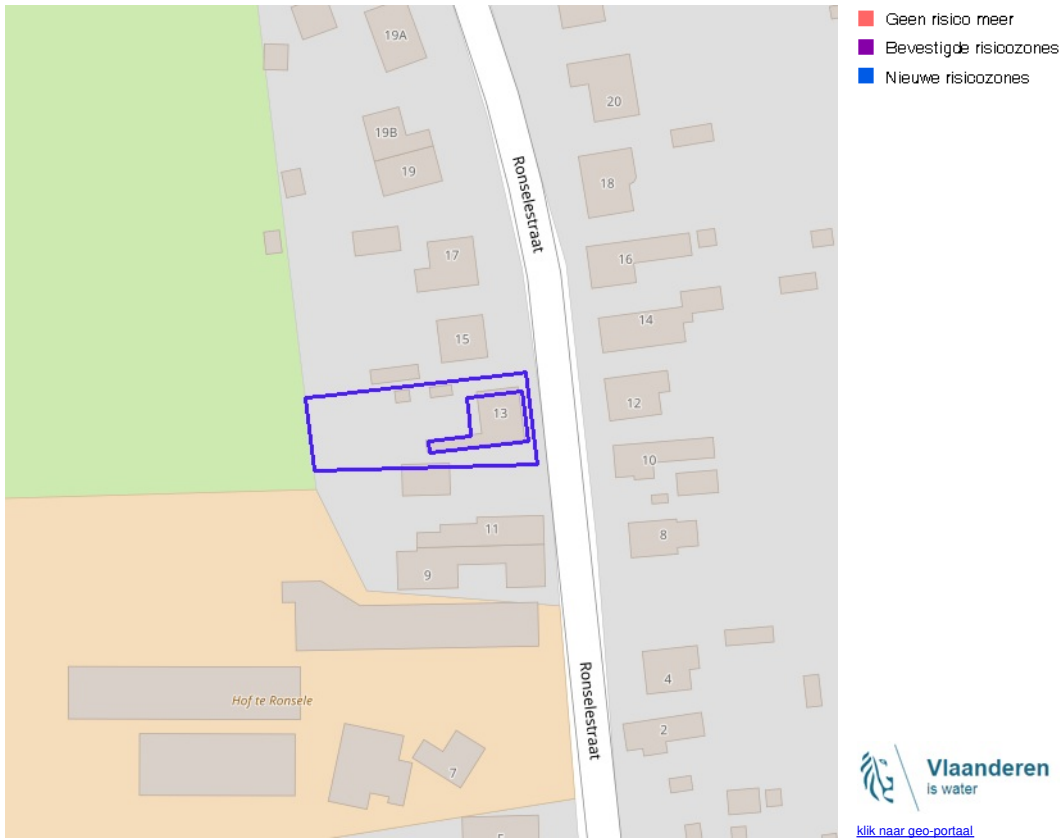 Geen risico meer
Bevestigde risicozones
Nieuwe risicozones
19A
20
19B
19
18
Ronselestraat
17
16
14
15
12
13
10
11
8
9
Hof te Ronsele
Ronselestraat
4
2
7
Vlaanderen
is water
klik naar geo-portaal